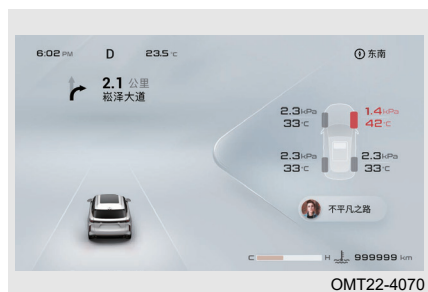 6:02 PM D 23.5 ℃ 东南
2.1 公里
崧泽大道
2.3 kPa 1.4 kPa
33 ℃ 42 ℃
2.3 kPa 2.3 kPa
33 ℃ 33 ℃
不平凡之路
C H 999999 km
OMT22-4070